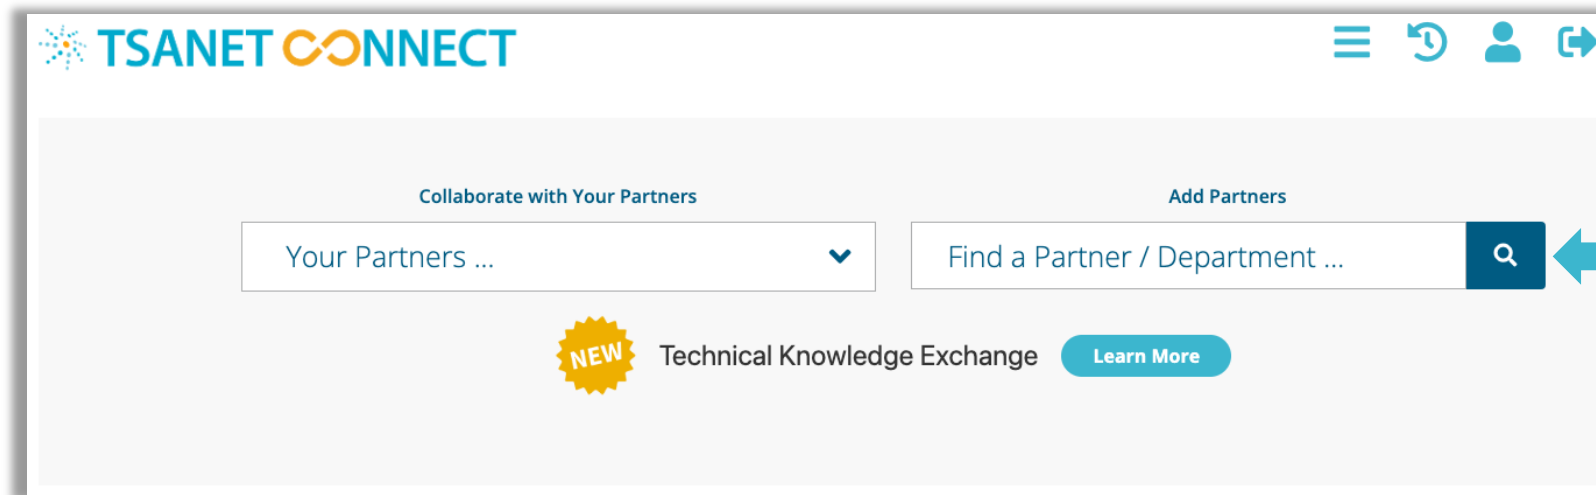 TSANET CONNECT
Collaborate with Your Partners
Add Partners
Your Partners ...
Find a Partner / Department ...
NEW
Technical Knowledge Exchange
Learn More